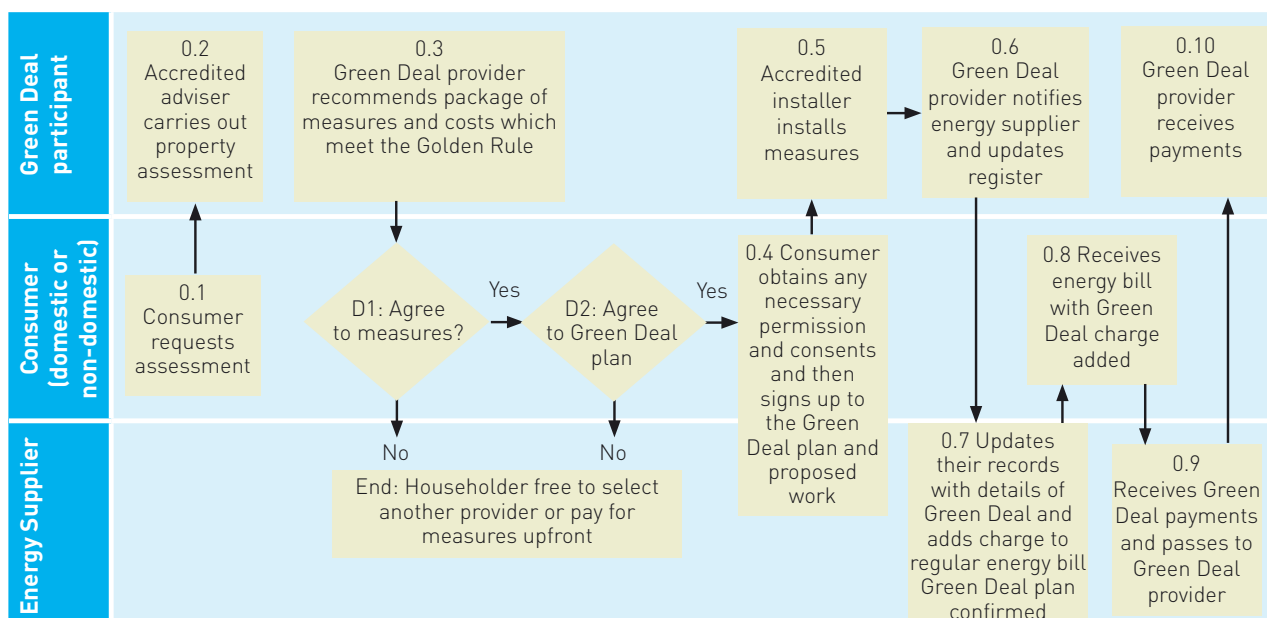 Green Deal
participant
0.2
Accredited
adviser
carries out
property
assessment
0.3
Green Deal provider
recommends package of
measures and costs which
meet the Golden Rule
0.5
Accredited
installer
installs
measures
0.6
Green Deal
provider notifies
energy supplier
and updates
register
0.10
Green Deal
provider
receives
payments
Consumer
(domestic or
non-domestic)
0.1
Consumer
requests
assessment
D1: Agree
to measures?
Yes
D2: Agree
to Green Deal
plan
Yes
0.4 Consumer
obtains any
necessary
permission
and consents
and then
signs up to
the Green
Deal plan and
proposed
work
0.8 Receives
energy bill
with Green
Deal charge
added
Energy Supplier
No
No
End: Householder free to select
another provider or pay for
measures upfront
0.7 Updates
their records
with details of
Green Deal and
adds charge to
regular energy bill
Green Deal plan
confirmed
0.9
Receives Green
Deal payments
and passes to
Green Deal
provider